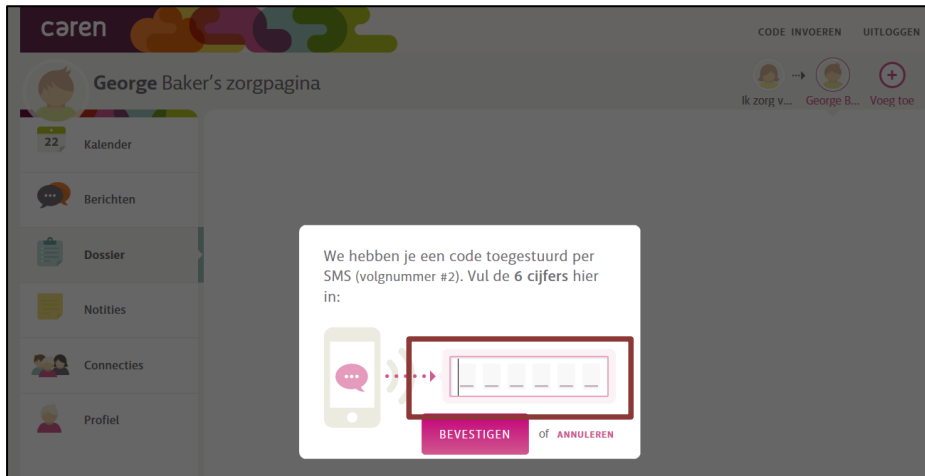 caren
CODE INVOEREN UITLOGGEN
George Baker's zorgpagina
Ik zorg v... George B... Voeg toe
22 Kalender
Berichten
Dossier
Notities
Connecties
Profiel
We hebben je een code toegestuurd per
SMS (volgnummer #2). Vul de 6 cijfers hier
in:
BEVESTIGEN of ANNULEREN